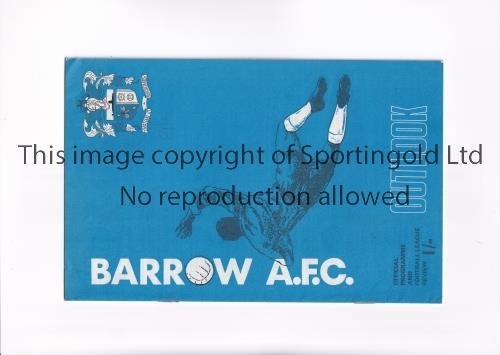 This image copyright of Sportingold Ltd
No reproduction allowed
BARROW A.F.C.
OUTLOOK
OFFICIAL
PROGRAMME
AND
FOOTBALL LEAGUE
REVIEW
1/-